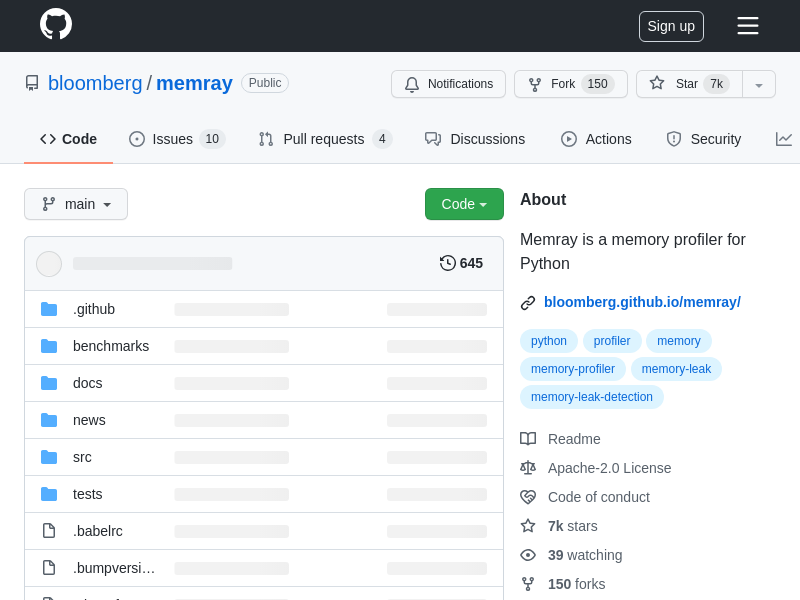 Sign up
bloomberg / memray Public
Notifications
Fork 150
Star 7k
Code
Issues 10
Pull requests 4
Discussions
Actions
Security
main
Code
645
.github
benchmarks
docs
news
src
tests
.babelrc
.bumpversi…
About
Memray is a memory profiler for
Python
bloomberg.github.io/memray/
python profiler memory
memory-profiler memory-leak
memory-leak-detection
Readme
Apache-2.0 License
Code of conduct
7k stars
39 watching
150 forks